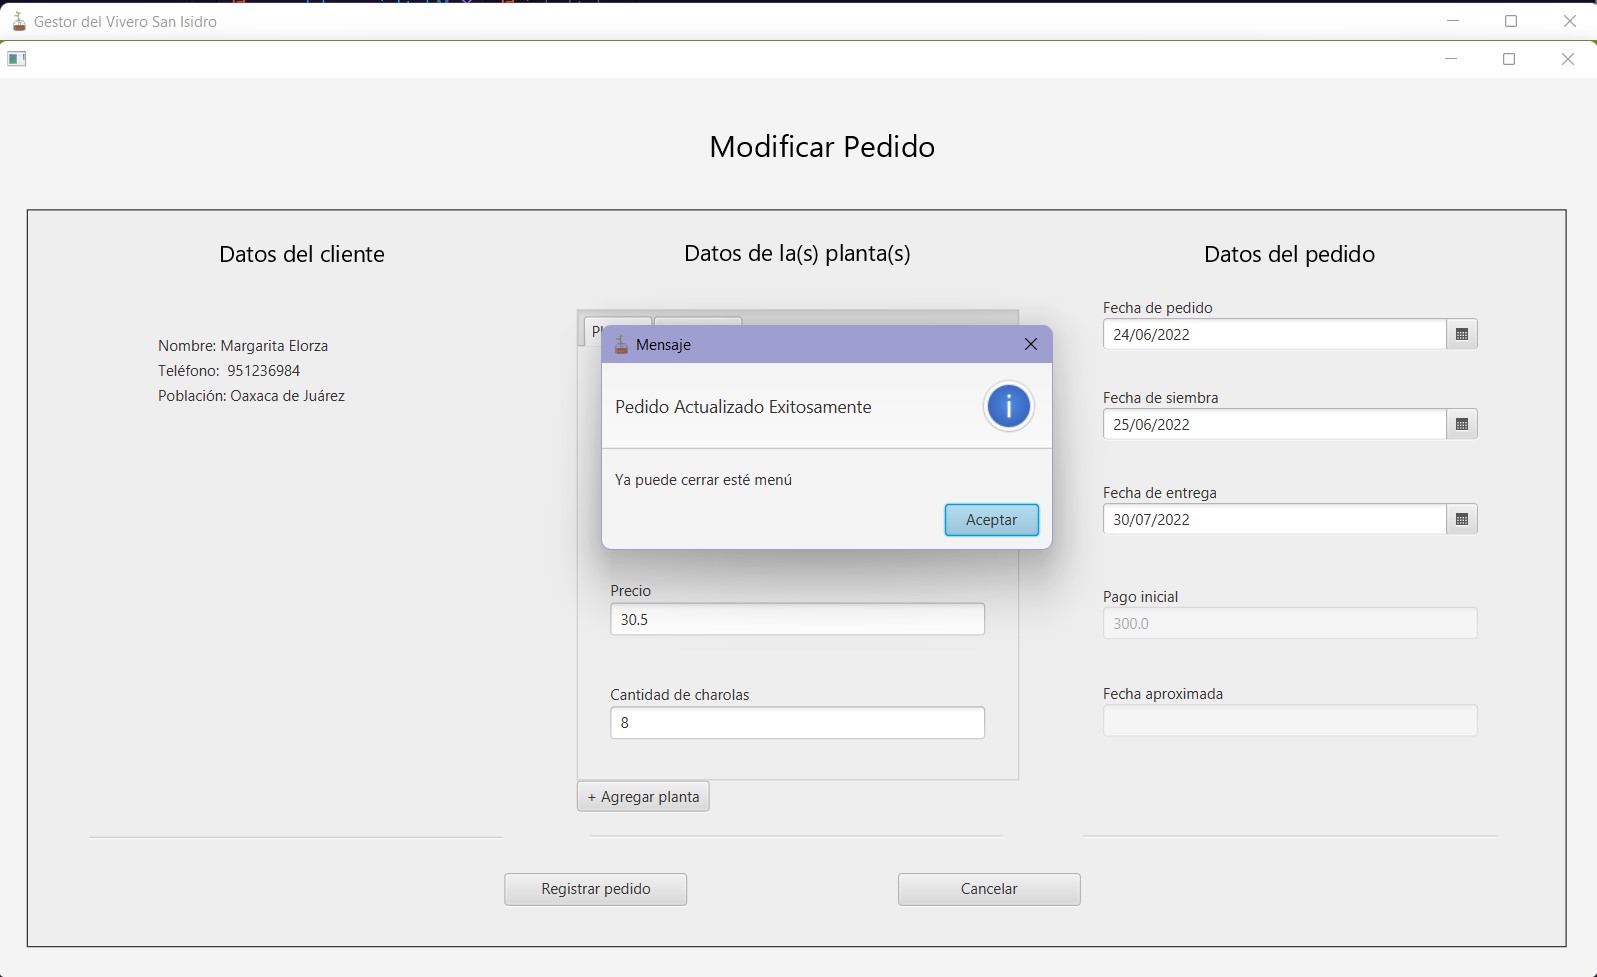 Gestor del Vivero San Isidro
Modificar Pedido
Datos del cliente
Nombre: Margarita Elorza
Teléfono: 951236984
Población: Oaxaca de Juárez
Datos de la(s) planta(s)
Mensaje
Pedido Actualizado Exitosamente
Ya puede cerrar esté menú
Aceptar
Precio
30.5
Cantidad de charolas
8
+ Agregar planta
Datos del pedido
Fecha de pedido
24/06/2022
Fecha de siembra
25/06/2022
Fecha de entrega
30/07/2022
Pago inicial
300.0
Fecha aproximada
Registrar pedido
Cancelar